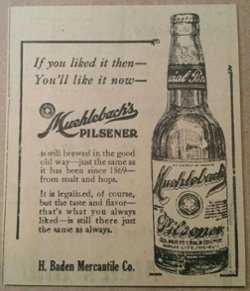 If you liked it then—
You'll like it now—
Muehlebach's
PILSENER
is still brewed in the good
old way—just the same as
it has been since 1869—
from malt and hops.
It is legalized, of course,
but the taste and flavor—
that's what you always
liked—is still there just
the same as always.
H. Baden Mercantile Co.
Muehlebach
Pilsener